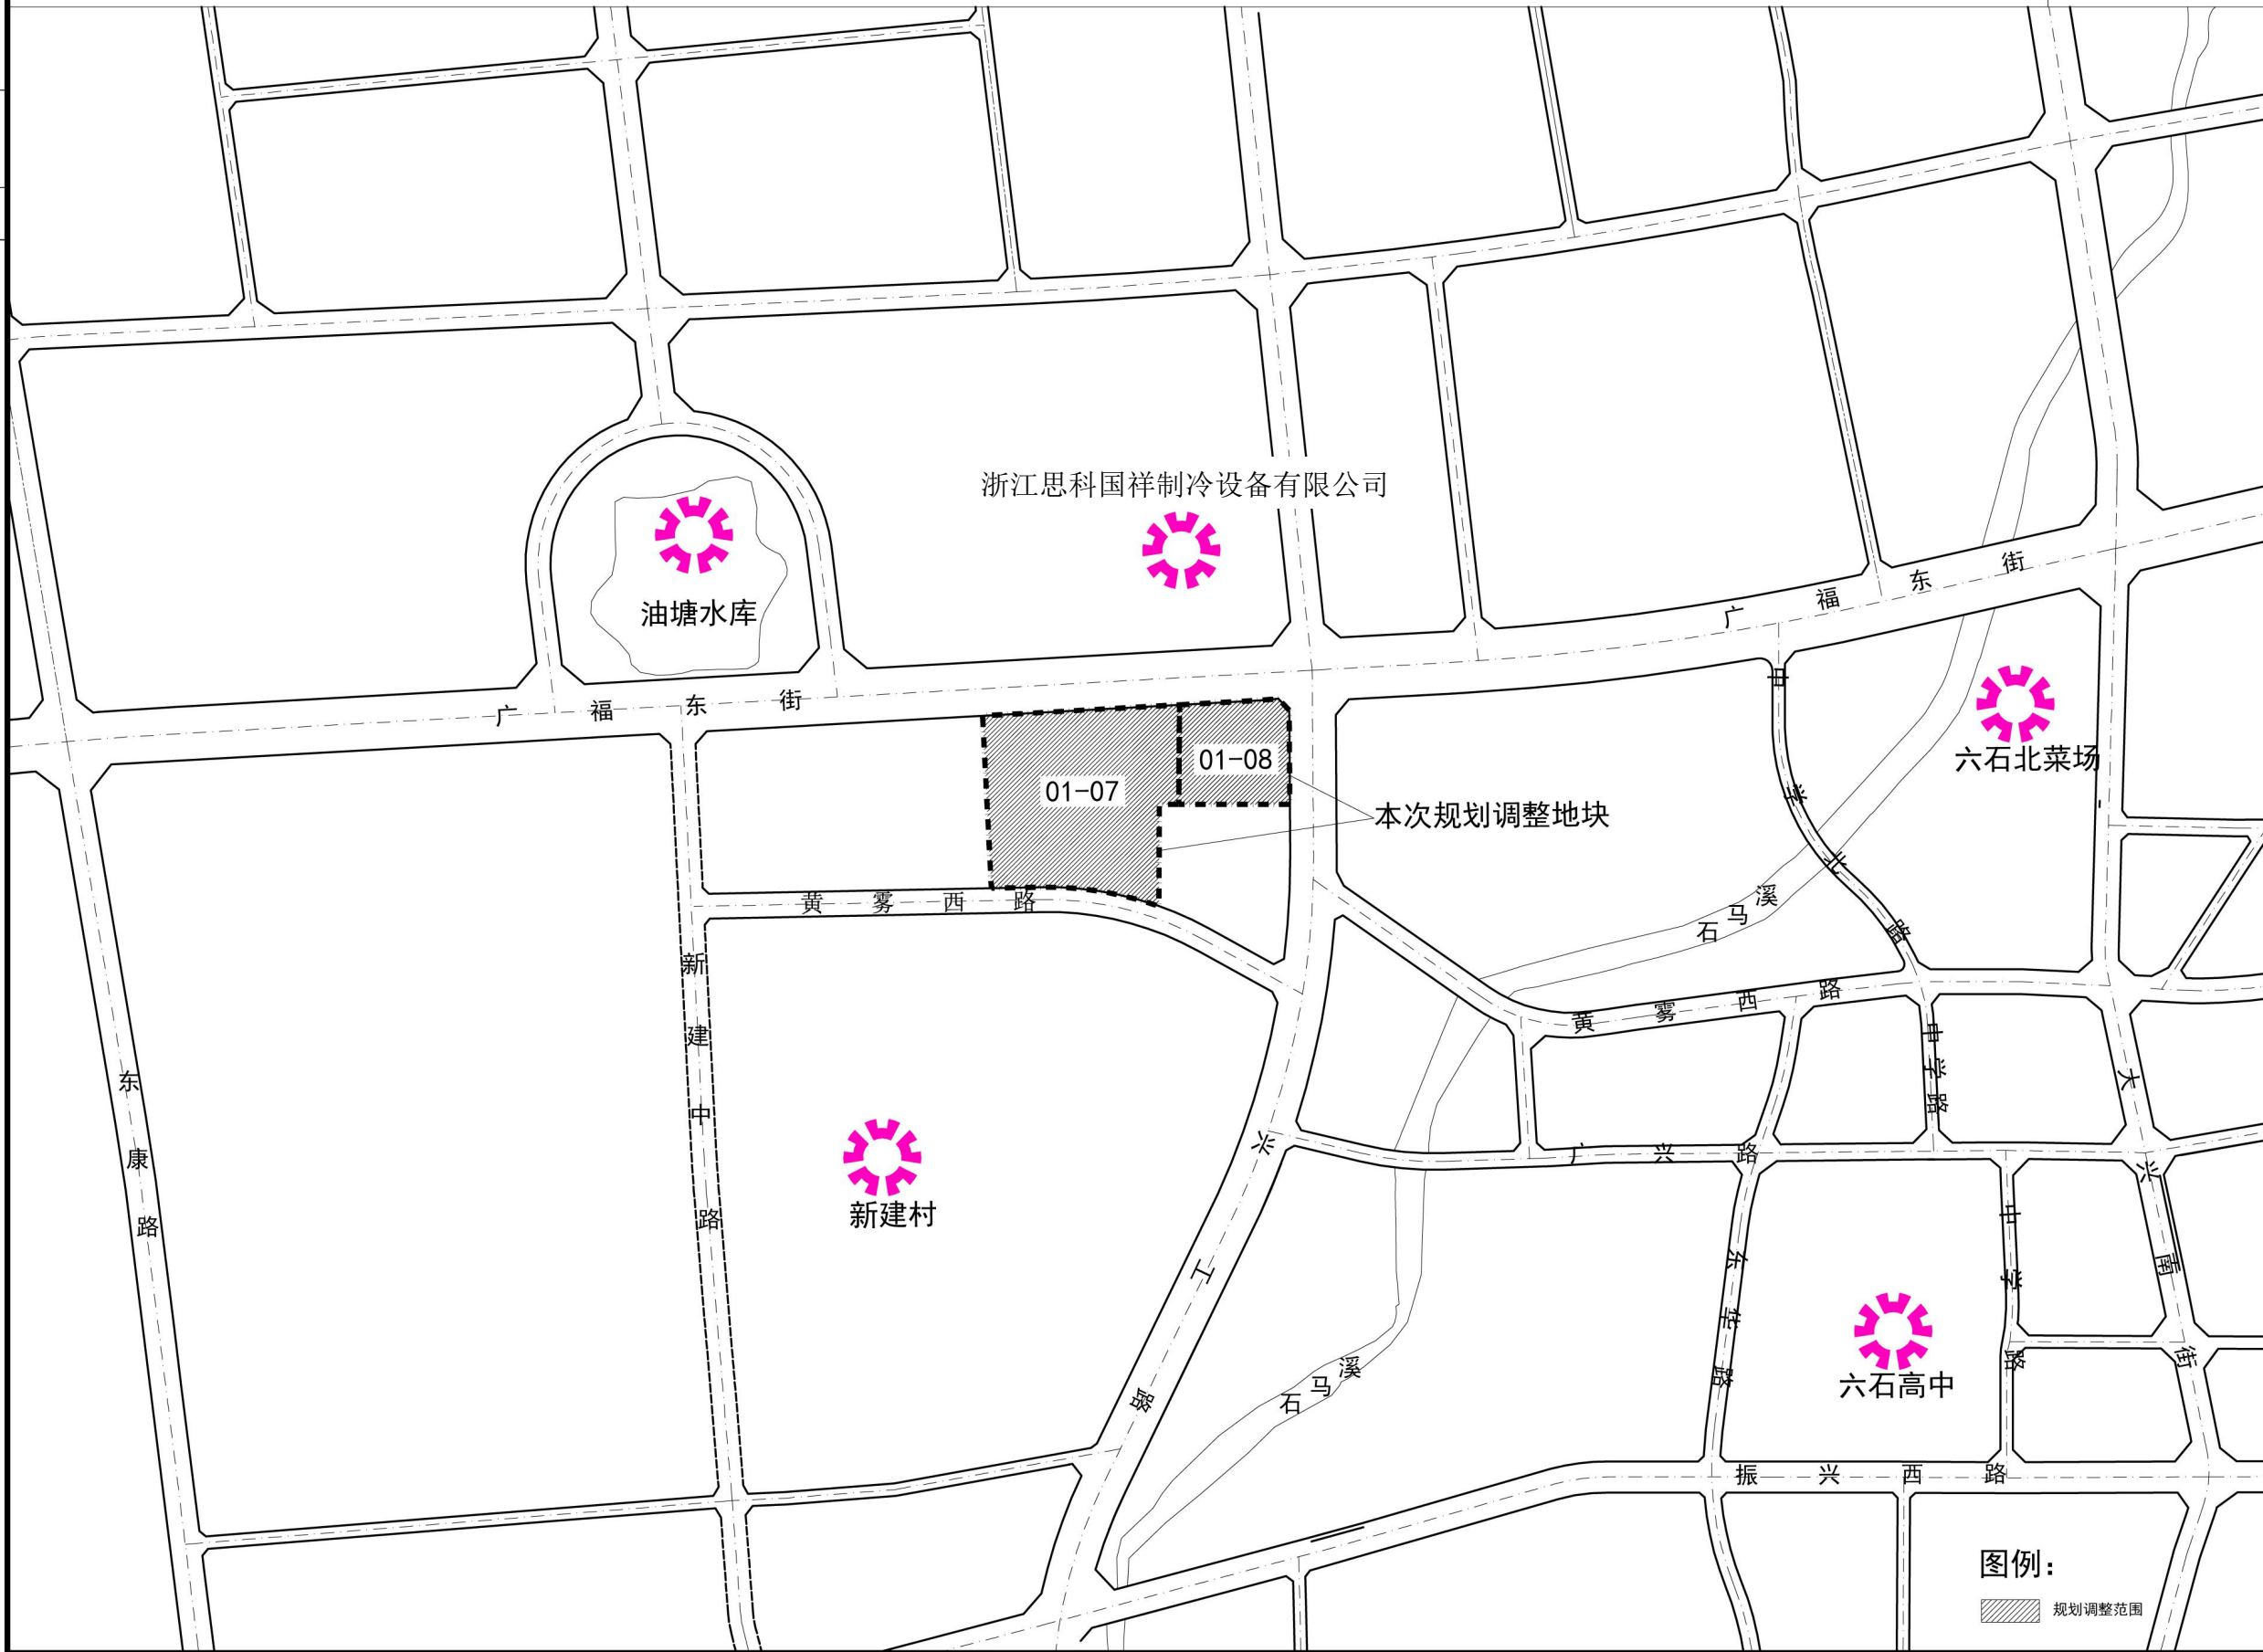 浙江思科国祥制冷设备有限公司
油塘水库
广福东街
广福东街
六石北菜场
01-07
01-08
本次规划调整地块
中学北路
黄雾西路
石马溪
黄雾西路
新建中路
东康路
新建村
兴工路
广兴路
中学路
大兴南街
中学路
东华路
六石高中
石马溪
振兴西路
图例：
规划调整范围